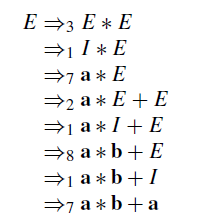 E ⇒₃ E ∗ E
⇒₁ I ∗ E
⇒₇ a ∗ E
⇒₂ a ∗ E + E
⇒₁ a ∗ I + E
⇒₈ a ∗ b + E
⇒₁ a ∗ b + I
⇒₇ a ∗ b + a